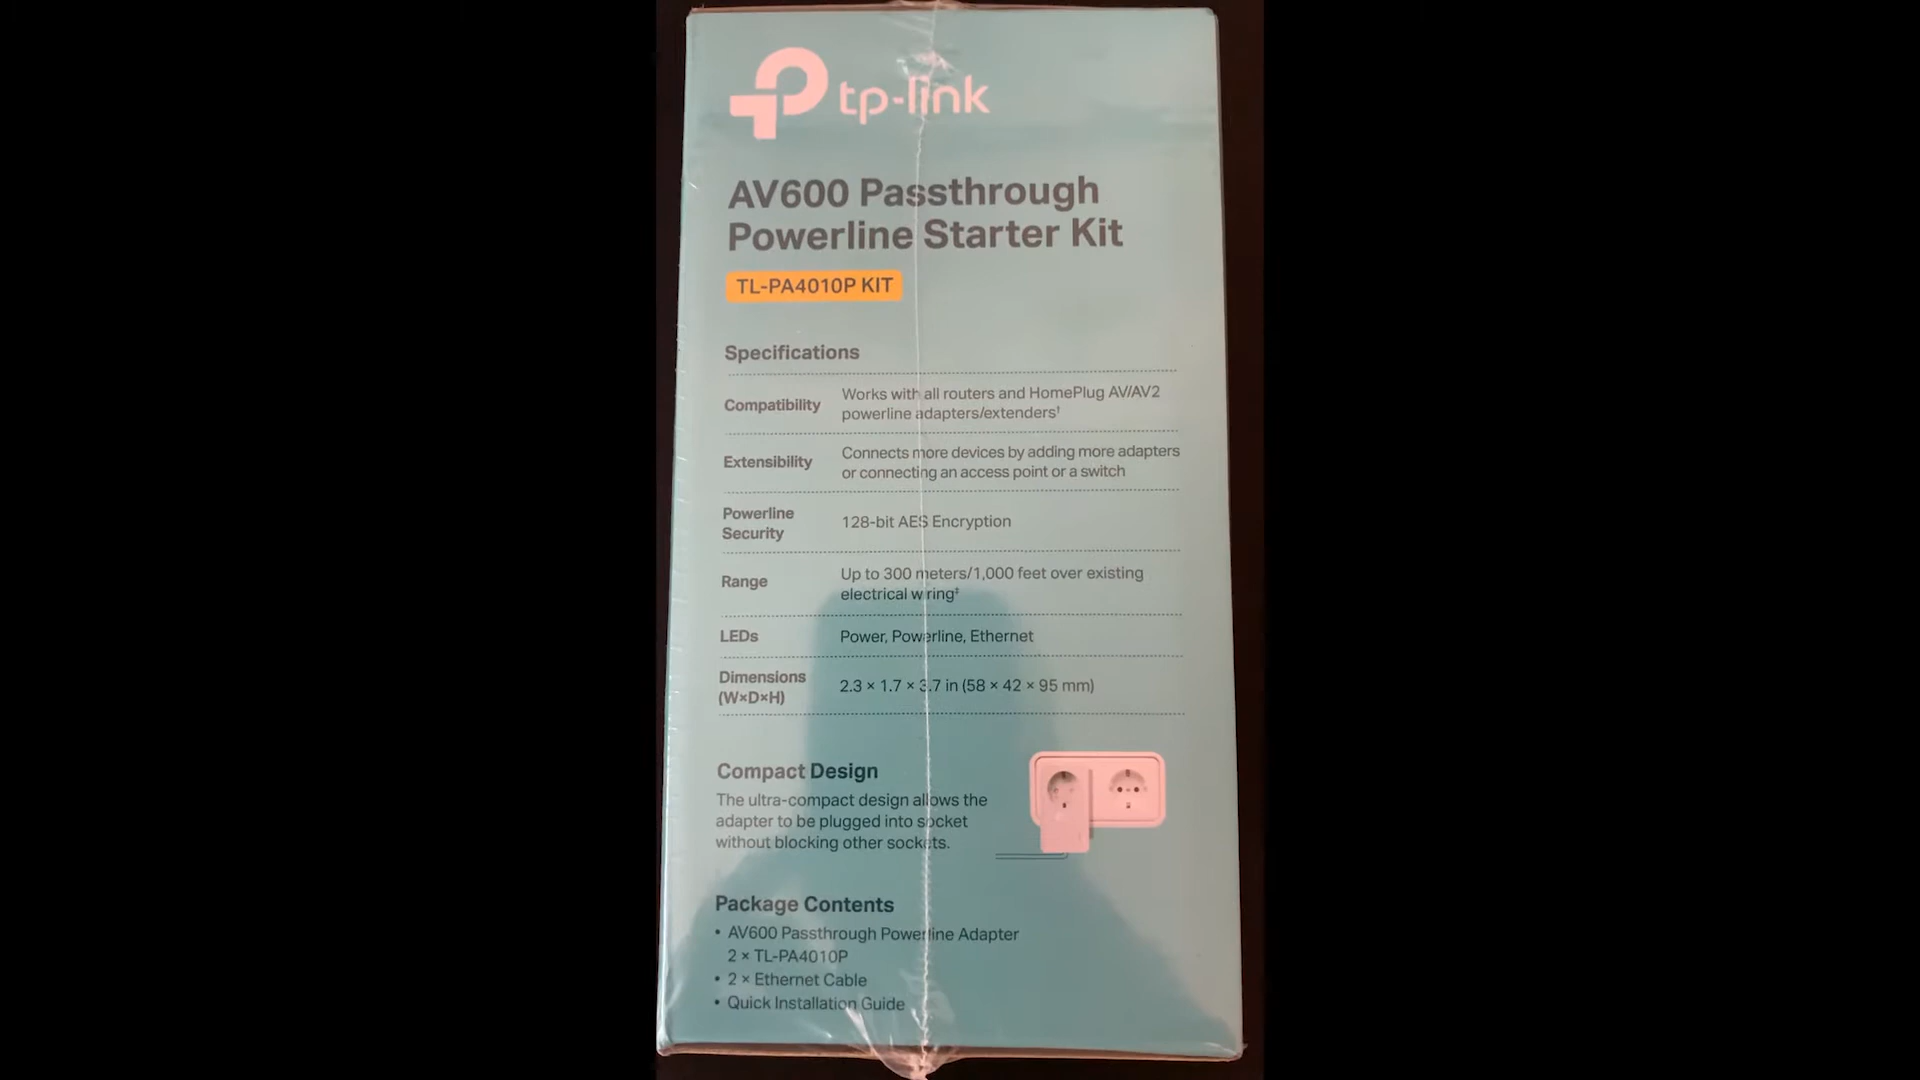 tp-link
AV600 Passthrough
Powerline Starter Kit
TL-PA4010P KIT
Specifications
Compatibility
Works with all routers and HomePlug AV/AV2
powerline adapters/extenders†
Extensibility
Connects more devices by adding more adapters
or connecting an access point or a switch
Powerline
Security
128-bit AES Encryption
Range
Up to 300 meters/1,000 feet over existing
electrical wiring‡
LEDs
Power, Powerline, Ethernet
Dimensions
(W×D×H)
2.3 × 1.7 × 3.7 in (58 × 42 × 95 mm)
Compact Design
The ultra-compact design allows the
adapter to be plugged into socket
without blocking other sockets.
Package Contents
• AV600 Passthrough Powerline Adapter
2 × TL-PA4010P
• 2 × Ethernet Cable
• Quick Installation Guide